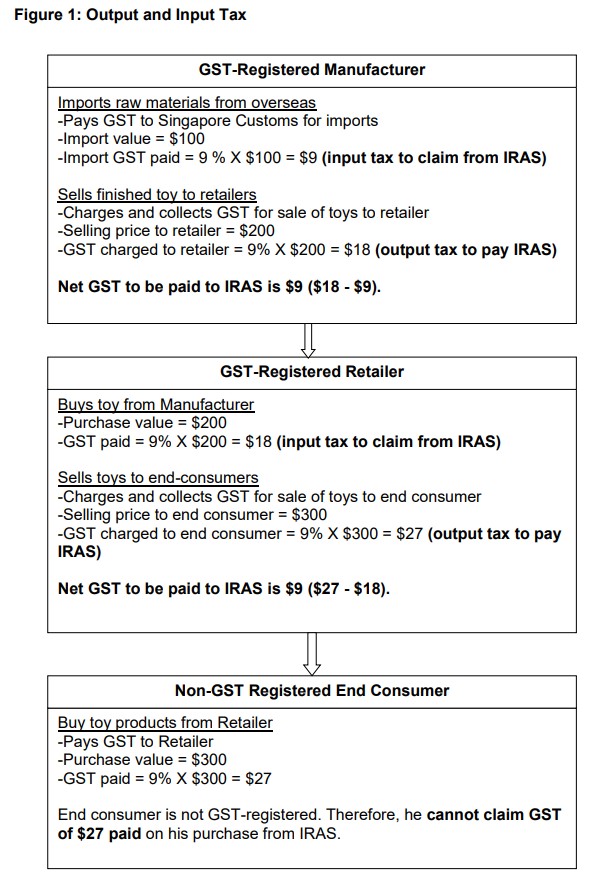 Figure 1: Output and Input Tax
GST-Registered Manufacturer
Imports raw materials from overseas
-Pays GST to Singapore Customs for imports
-Import value = $100
-Import GST paid = 9 % X $100 = $9 (input tax to claim from IRAS)
Sells finished toy to retailers
-Charges and collects GST for sale of toys to retailer
-Selling price to retailer = $200
-GST charged to retailer = 9% X $200 = $18 (output tax to pay IRAS)
Net GST to be paid to IRAS is $9 ($18 - $9).
GST-Registered Retailer
Buys toy from Manufacturer
-Purchase value = $200
-GST paid = 9% X $200 = $18 (input tax to claim from IRAS)
Sells toys to end-consumers
-Charges and collects GST for sale of toys to end consumer
-Selling price to end consumer = $300
-GST charged to end consumer = 9% X $300 = $27 (output tax to pay
IRAS)
Net GST to be paid to IRAS is $9 ($27 - $18).
Non-GST Registered End Consumer
Buy toy products from Retailer
-Pays GST to Retailer
-Purchase value = $300
-GST paid = 9% X $300 = $27
End consumer is not GST-registered. Therefore, he cannot claim GST
of $27 paid on his purchase from IRAS.